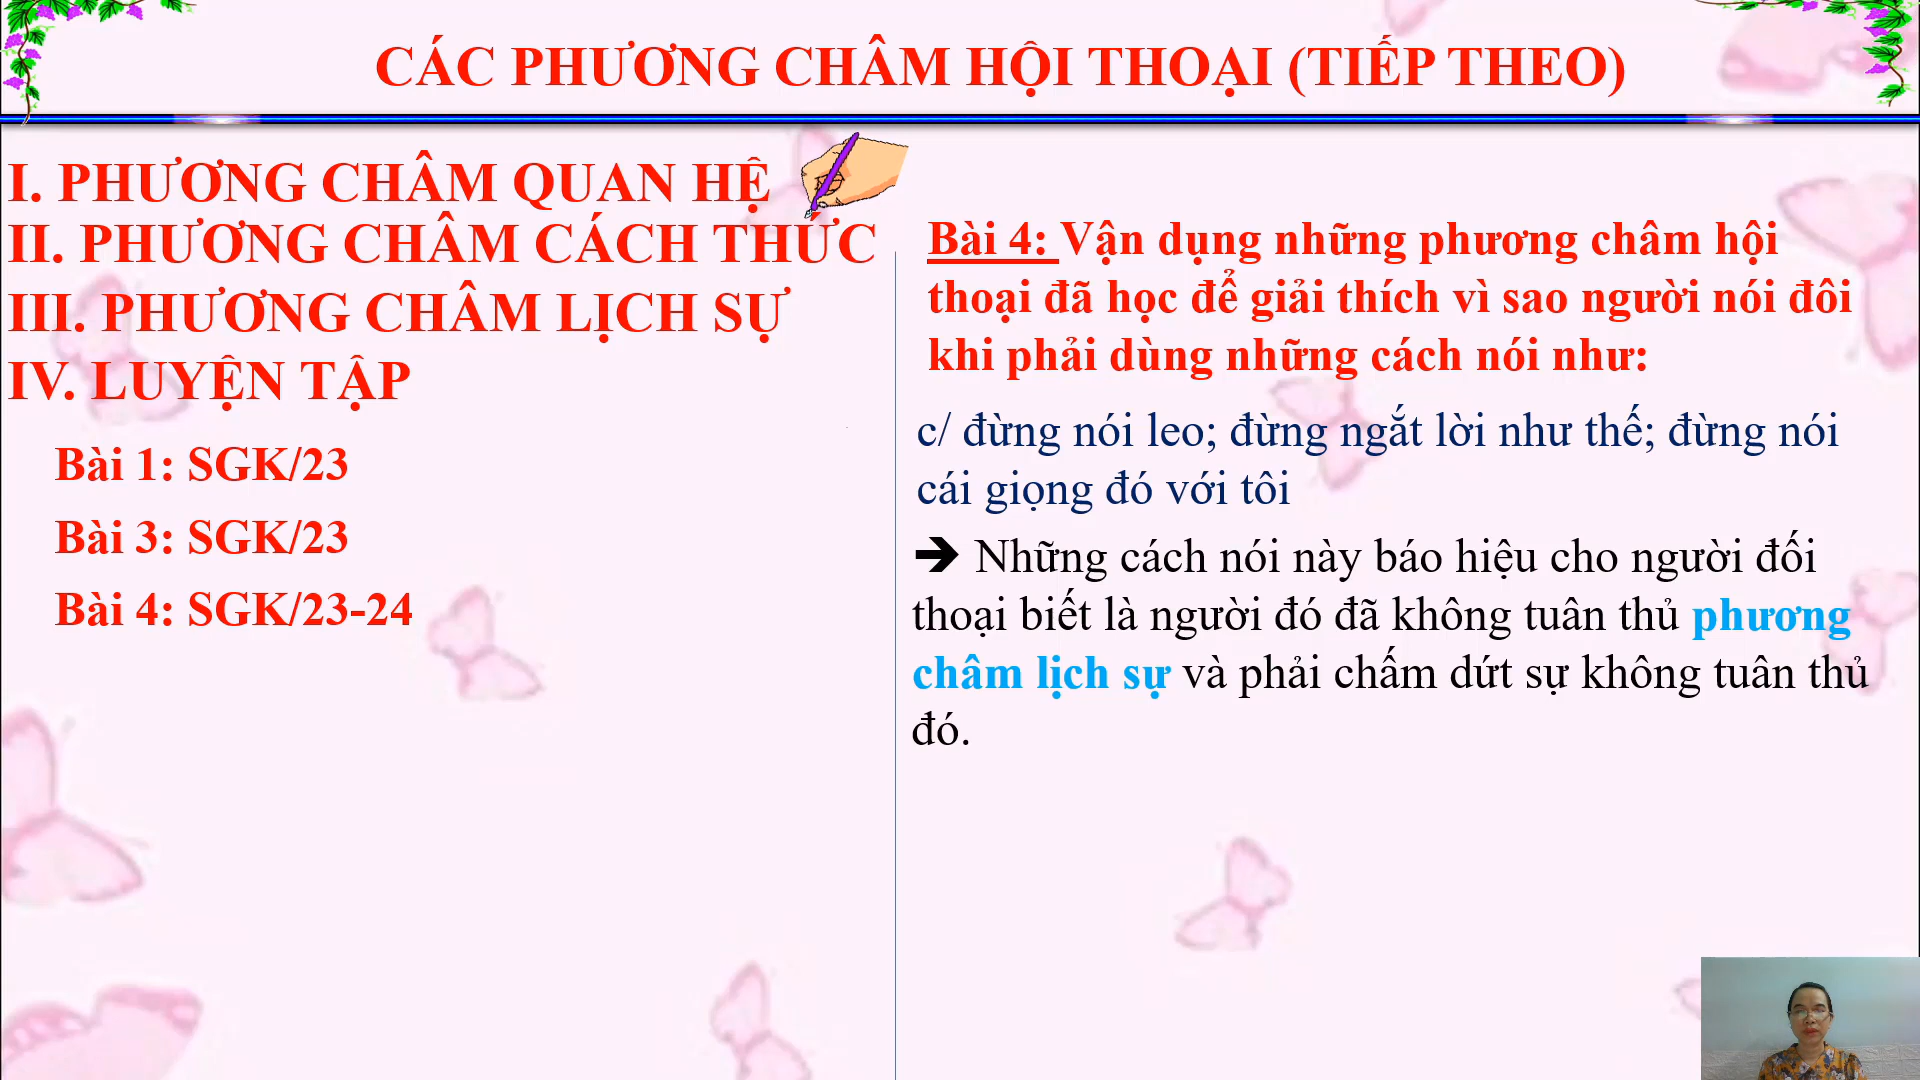 CÁC PHƯƠNG CHÂM HỘI THOẠI (TIẾP THEO)
I. PHƯƠNG CHÂM QUAN HỆ
II. PHƯƠNG CHÂM CÁCH THỨC
III. PHƯƠNG CHÂM LỊCH SỰ
IV. LUYỆN TẬP
Bài 1: SGK/23
Bài 3: SGK/23
Bài 4: SGK/23-24
Bài 4: Vận dụng những phương châm hội
thoại đã học để giải thích vì sao người nói đôi
khi phải dùng những cách nói như:
c/ đừng nói leo; đừng ngắt lời như thế; đừng nói
cái giọng đó với tôi
➔ Những cách nói này báo hiệu cho người đối
thoại biết là người đó đã không tuân thủ phương
châm lịch sự và phải chấm dứt sự không tuân thủ
đó.